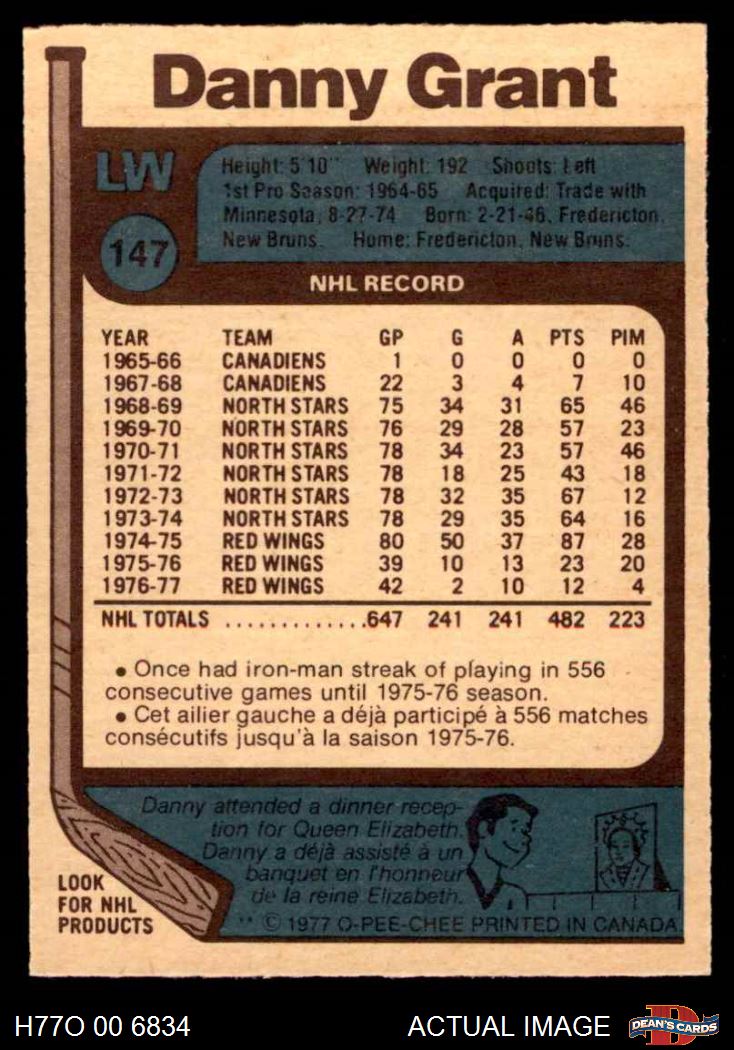 Danny Grant
LW
147
Height: 5'10" Weight: 192 Shoots: Left
1st Pro Season: 1964-65 Acquired: Trade with
Minnesota, 8-27-74 Born: 2-21-46, Fredericton,
New Bruns. Home: Fredericton, New Bruns.
NHL RECORD
YEAR TEAM GP G A PTS PIM
1965-66 CANADIENS 1 0 0 0 0
1967-68 CANADIENS 22 3 4 7 10
1968-69 NORTH STARS 75 34 31 65 46
1969-70 NORTH STARS 76 29 28 57 23
1970-71 NORTH STARS 78 34 23 57 46
1971-72 NORTH STARS 78 18 25 43 18
1972-73 NORTH STARS 78 32 35 67 12
1973-74 NORTH STARS 78 29 35 64 16
1974-75 RED WINGS 80 50 37 87 28
1975-76 RED WINGS 39 10 13 23 20
1976-77 RED WINGS 42 2 10 12 4
NHL TOTALS .............647 241 241 482 223
• Once had iron-man streak of playing in 556
consecutive games until 1975-76 season.
• Cet ailier gauche a déjà participé à 556 matches
consécutifs jusqu'à la saison 1975-76.
Danny attended a dinner recep-
tion for Queen Elizabeth.
Danny a déjà assisté à un
banquet en l'honneur
de la reine Elizabeth.
LOOK
FOR NHL
PRODUCTS
** © 1977 O-PEE-CHEE PRINTED IN CANADA
H77O 00 6834
ACTUAL IMAGE
DEAN'S CARDS